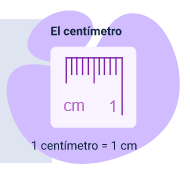 El centímetro
cm 1
1 centímetro = 1 cm